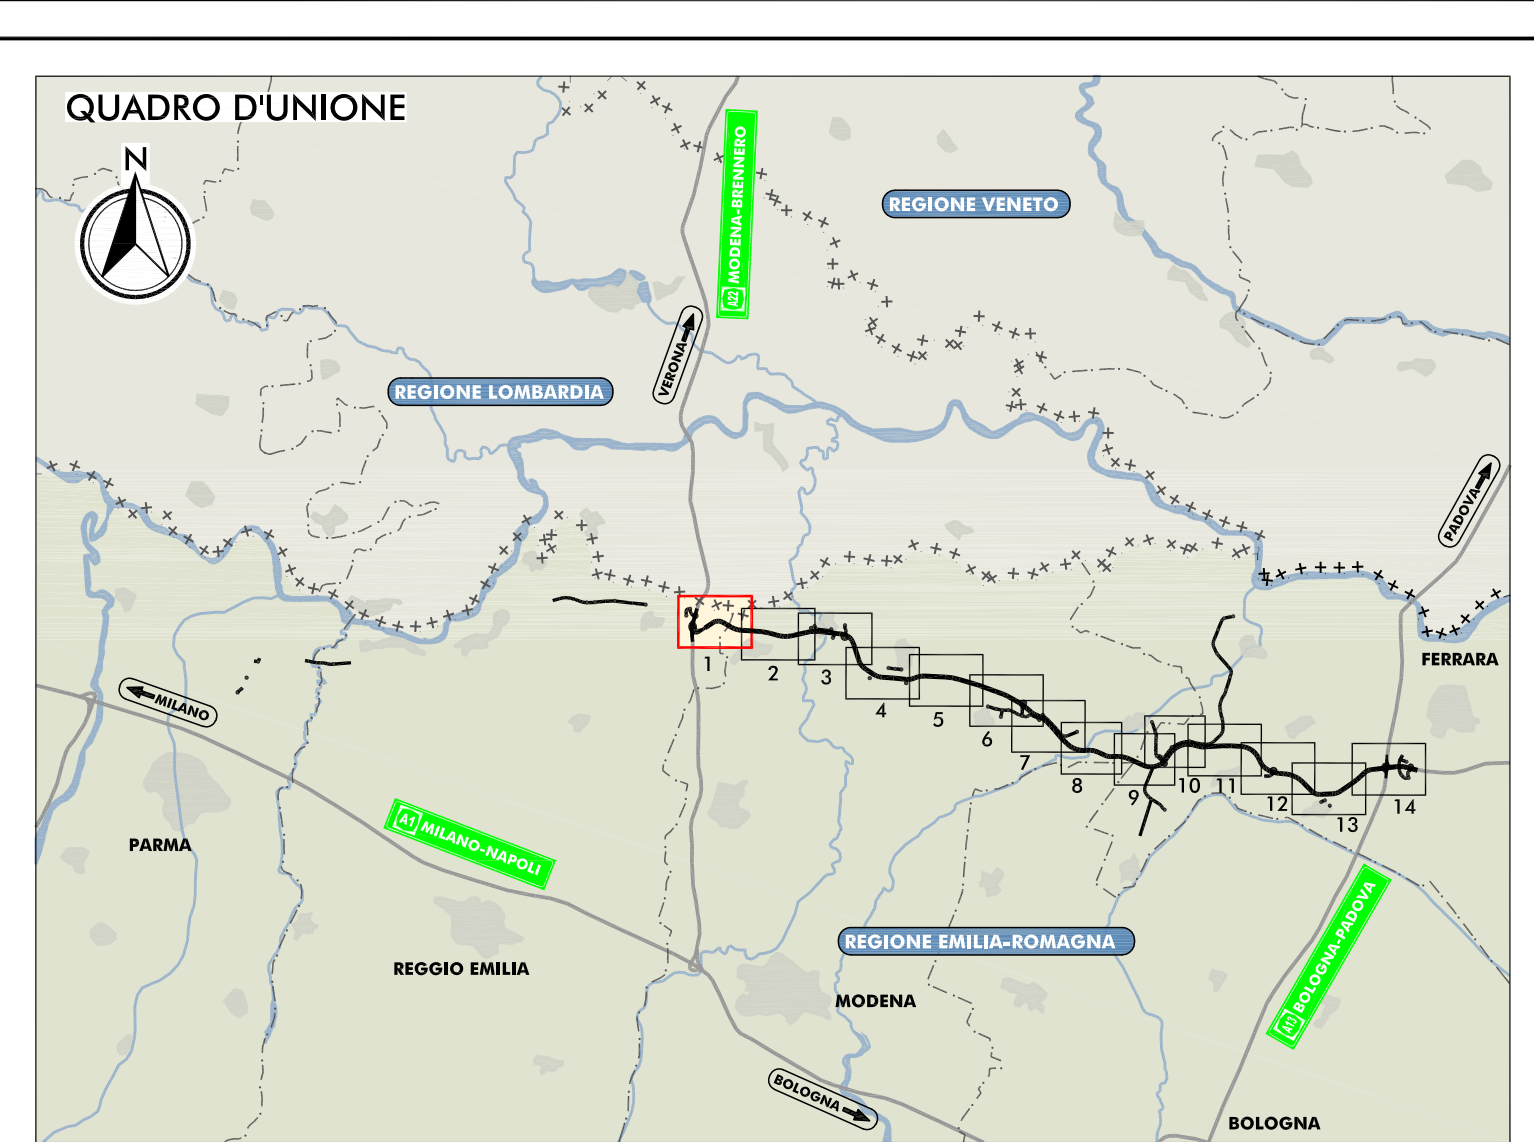 QUADRO D'UNIONE
N
A22 MODENA-BRENNERO
REGIONE VENETO
VERONA
REGIONE LOMBARDIA
PADOVA
FERRARA
1
2
3
4
5
6
7
8
9
10
11
12
13
14
MILANO
A1 MILANO-NAPOLI
PARMA
REGGIO EMILIA
REGIONE EMILIA-ROMAGNA
MODENA
A13 BOLOGNA-PADOVA
BOLOGNA
BOLOGNA